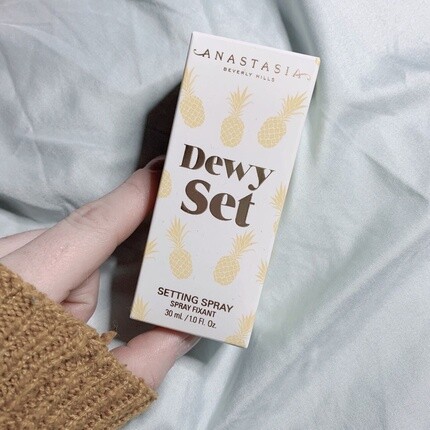 ANASTASIA
BEVERLY HILLS
Dewy
Set
SETTING SPRAY
SPRAY FIXANT
30 mL / 1.0 Fl. Oz.